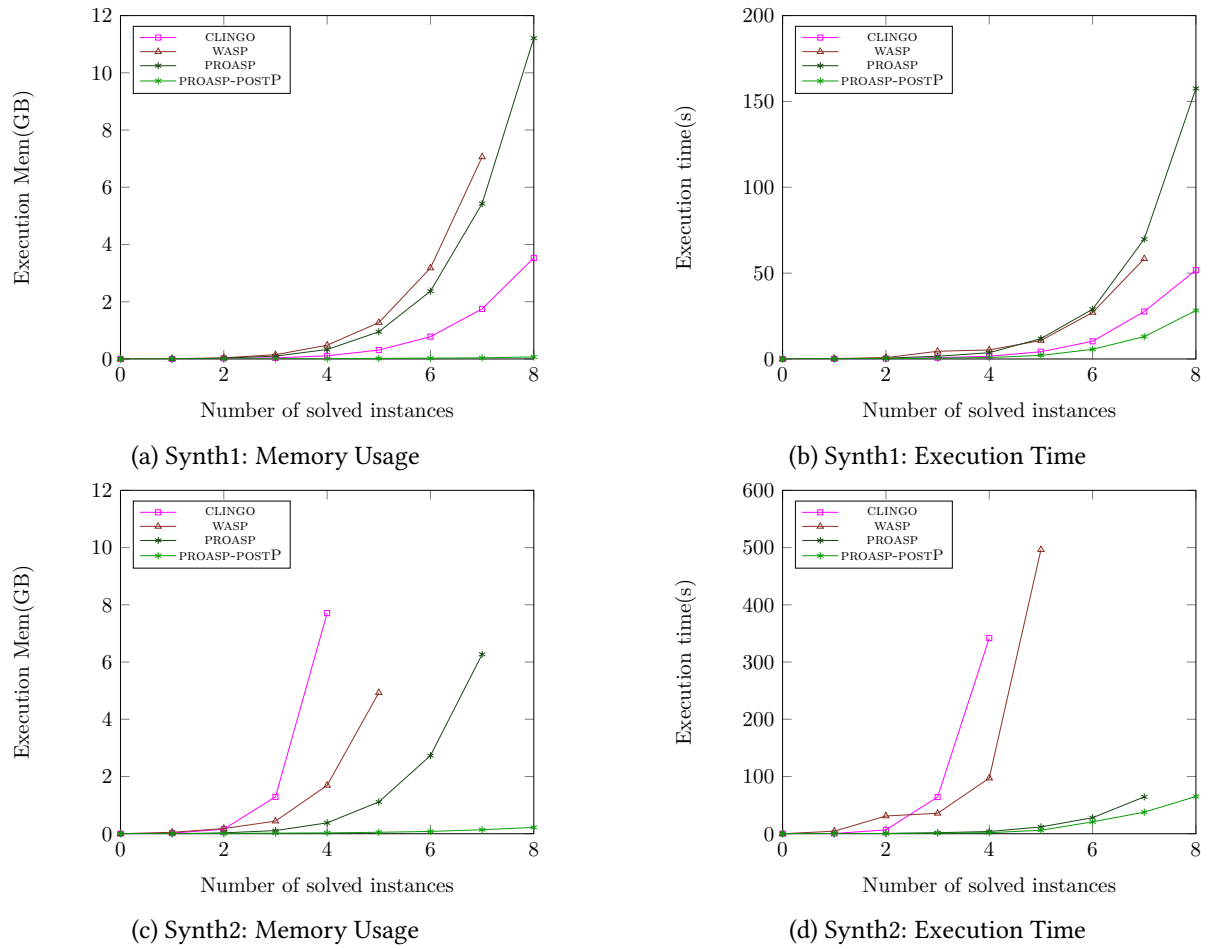 12
10
8
6
4
2
0
Execution Mem(GB)
CLINGO
WASP
PROASP
PROASP-POSTP
0 2 4 6 8
Number of solved instances
(a) Synth1: Memory Usage
200
150
100
50
0
Execution time(s)
CLINGO
WASP
PROASP
PROASP-POSTP
0 2 4 6 8
Number of solved instances
(b) Synth1: Execution Time
12
10
8
6
4
2
0
Execution Mem(GB)
CLINGO
WASP
PROASP
PROASP-POSTP
0 2 4 6 8
Number of solved instances
(c) Synth2: Memory Usage
600
500
400
300
200
100
0
Execution time(s)
CLINGO
WASP
PROASP
PROASP-POSTP
0 2 4 6 8
Number of solved instances
(d) Synth2: Execution Time